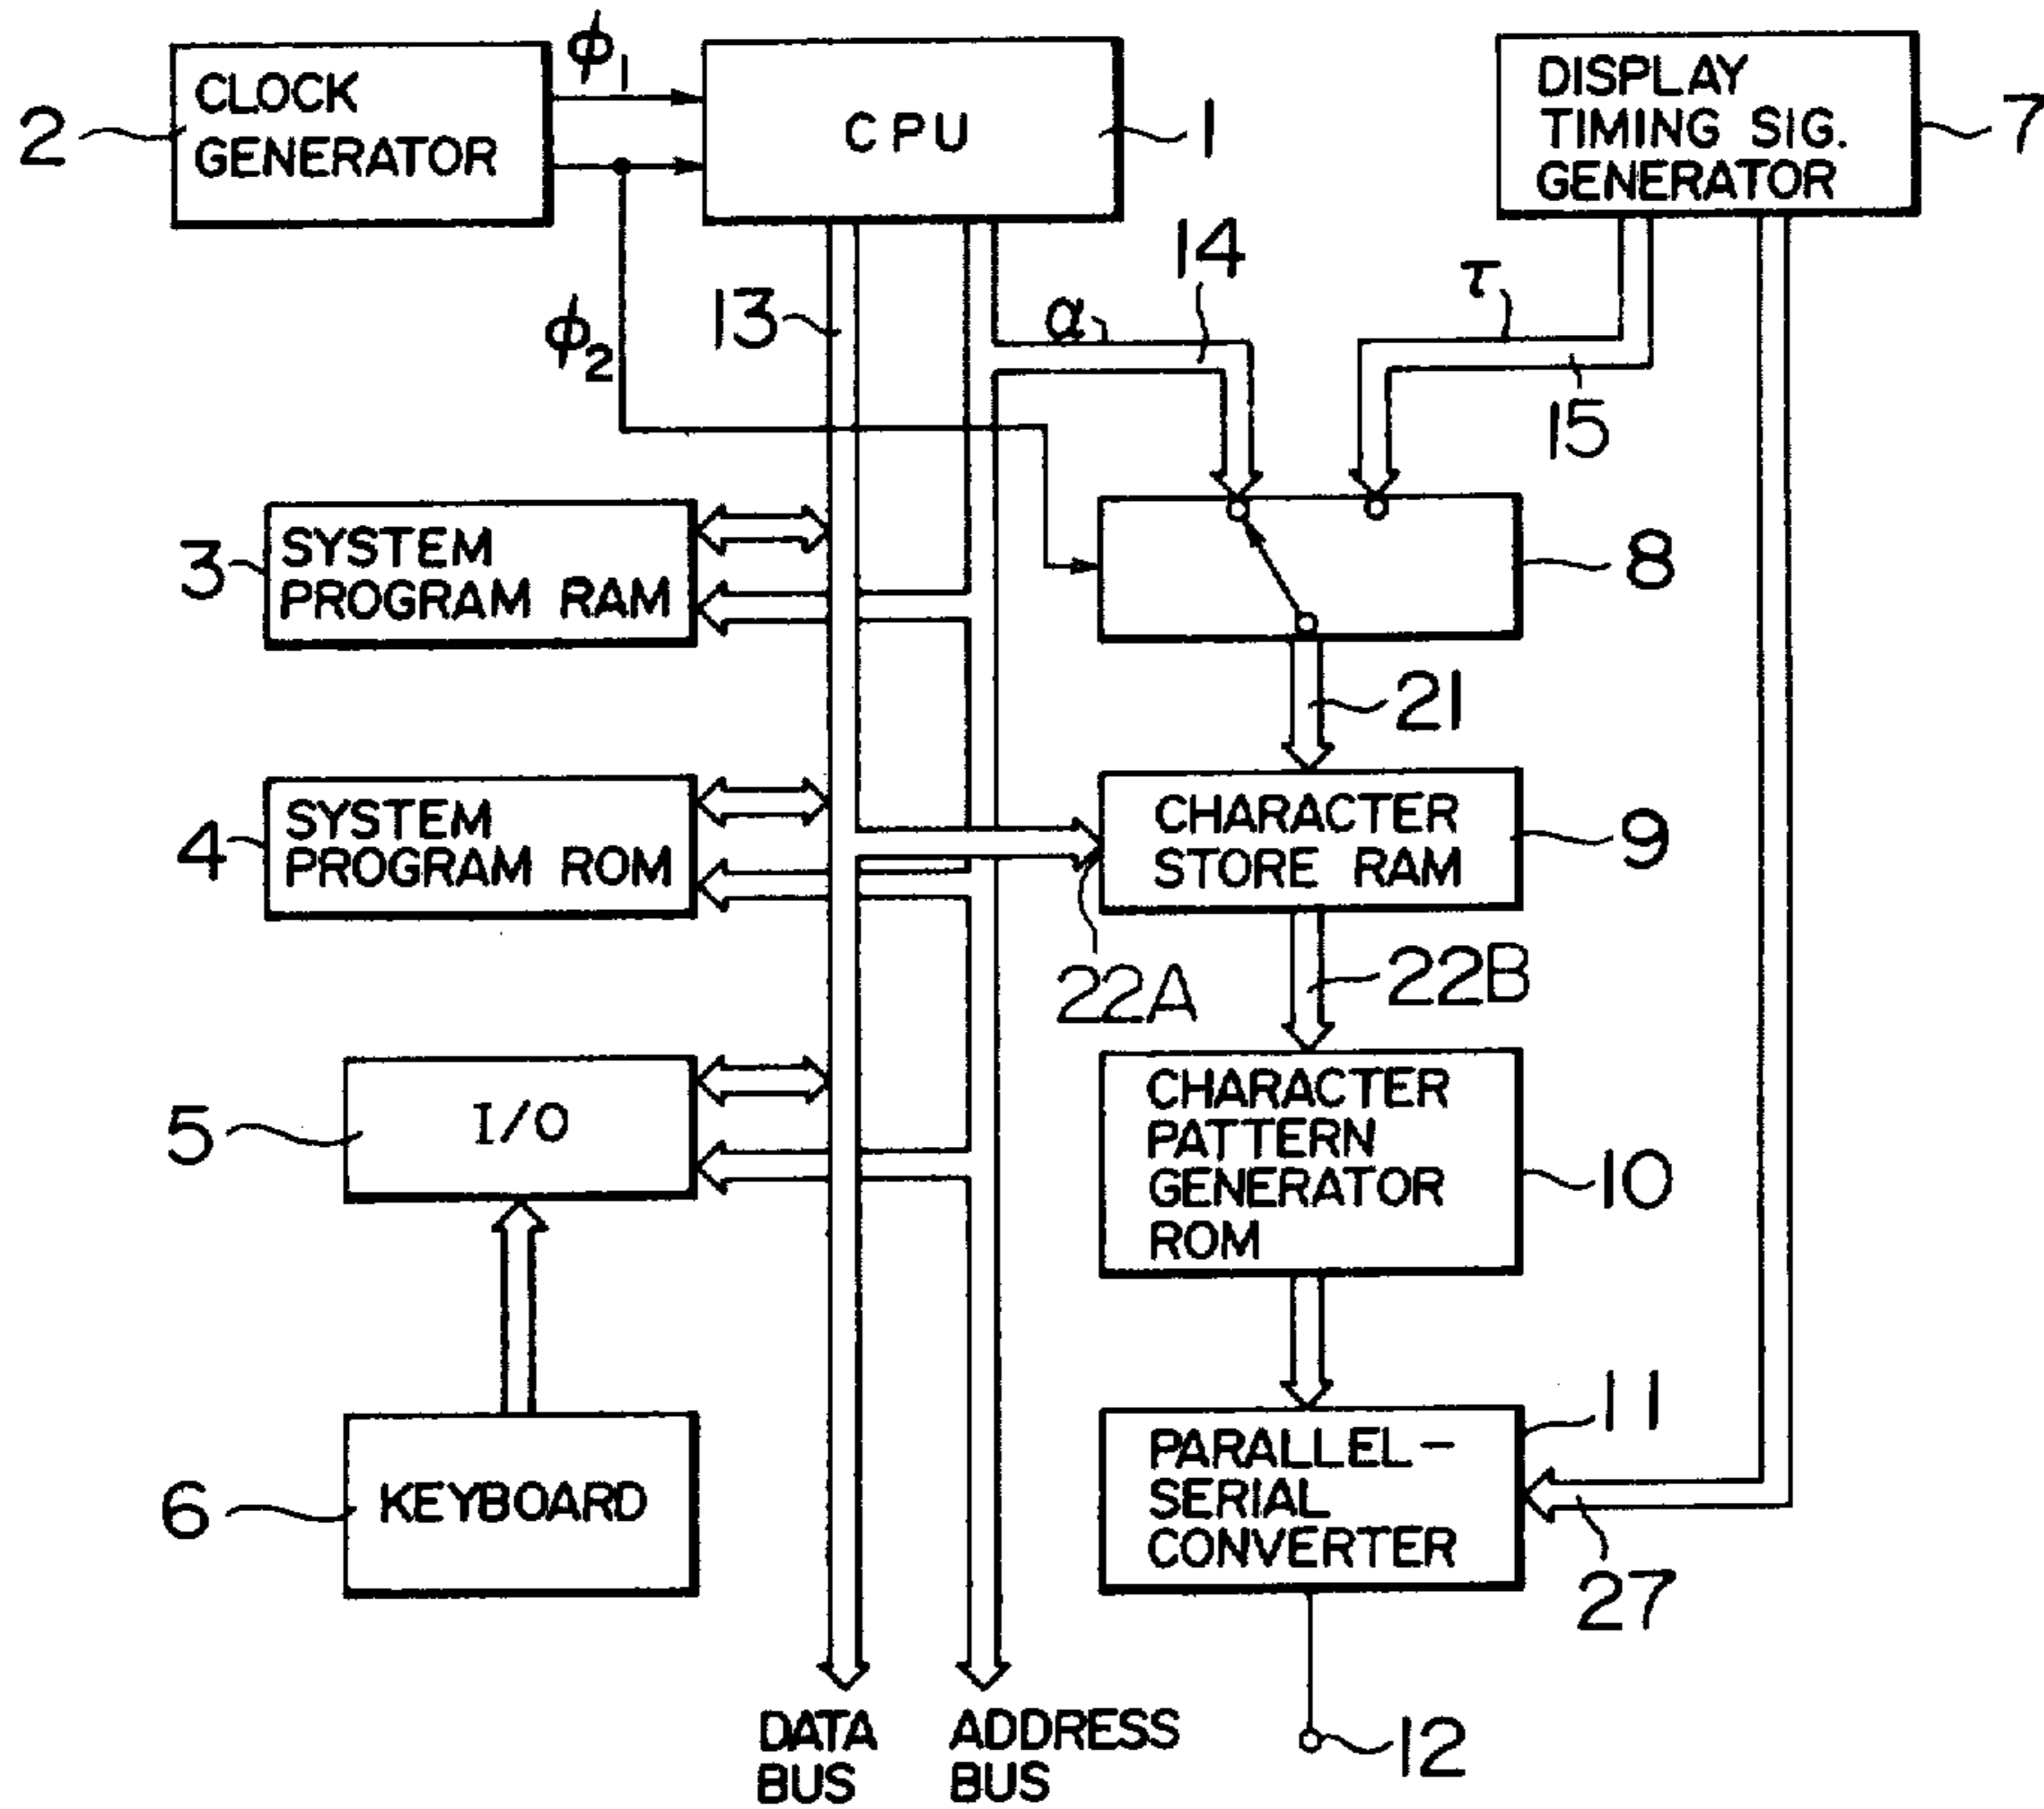 2
CLOCK
GENERATOR
ϕ1
CPU
1
DISPLAY
TIMING SIG.
GENERATOR
7
ϕ2
13
α
14
τ
15
3
SYSTEM
PROGRAM RAM
8
21
4
SYSTEM
PROGRAM ROM
CHARACTER
STORE RAM
9
22A
22B
5
I/O
CHARACTER
PATTERN
GENERATOR
ROM
10
6
KEYBOARD
PARALLEL-
SERIAL
CONVERTER
11
27
DATA
BUS
ADDRESS
BUS
12